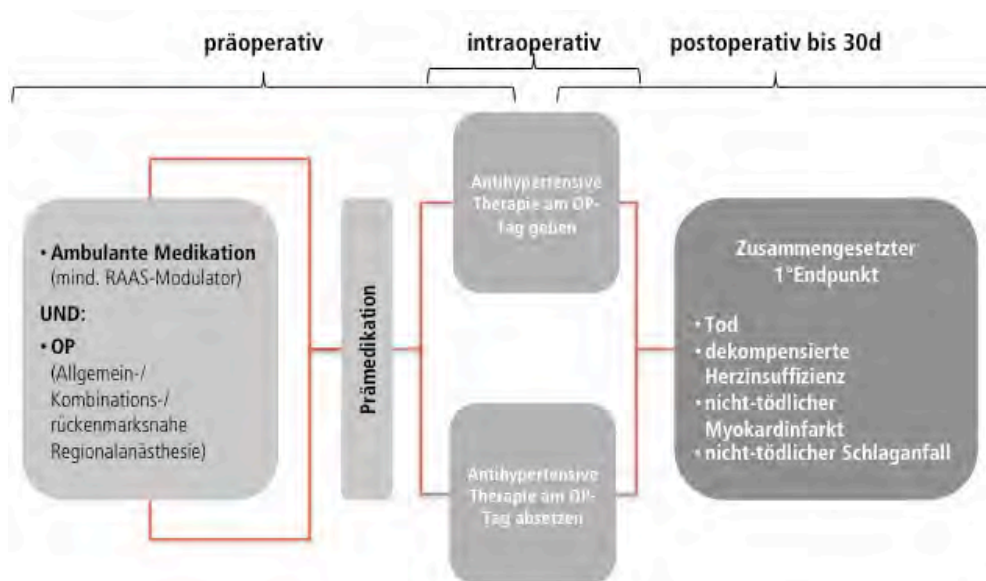 präoperativ
intraoperativ
postoperativ bis 30d
• Ambulante Medikation
(mind. RAAS-Modulator)
UND:
• OP
(Allgemein-/
Kombinations-/
rückenmarksnahe
Regionalanästhesie)
Prämedikation
Antihypertensive
Therapie am OP-
Tag geben
Antihypertensive
Therapie am OP-
Tag absetzen
Zusammengesetzter
1°Endpunkt
• Tod
• dekompensierte
Herzinsuffizienz
• nicht-tödlicher
Myokardinfarkt
• nicht-tödlicher Schlaganfall